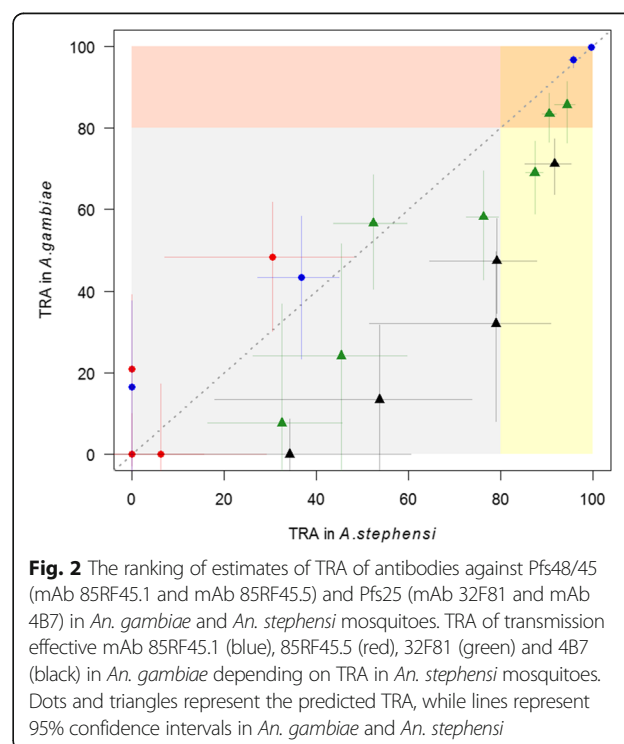 100
80
60
40
20
0
TRA in A.gambiae
0 20 40 60 80 100
TRA in A.stephensi
Fig. 2 The ranking of estimates of TRA of antibodies against Pfs48/45
(mAb 85RF45.1 and mAb 85RF45.5) and Pfs25 (mAb 32F81 and mAb
4B7) in An. gambiae and An. stephensi mosquitoes. TRA of transmission
effective mAb 85RF45.1 (blue), 85RF45.5 (red), 32F81 (green) and 4B7
(black) in An. gambiae depending on TRA in An. stephensi mosquitoes.
Dots and triangles represent the predicted TRA, while lines represent
95% confidence intervals in An. gambiae and An. stephensi